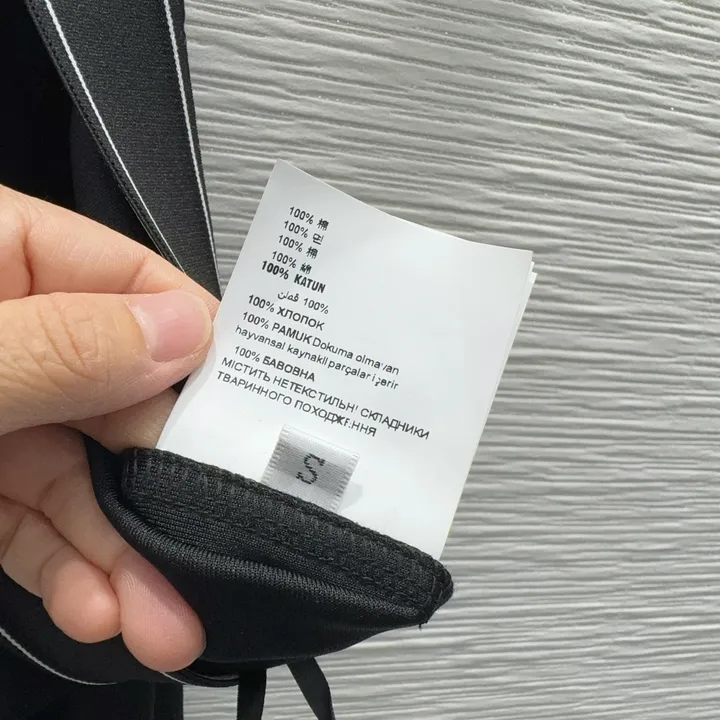 100% 棉
100% 면
100% 棉
100% 綿
100% KATUN
100% قطن
100% ХЛОПОК
100% PAMUK Dokuma olmayan
hayvansal kaynaklı parçalar içerir
100% БАВОВНА
МІСТИТЬ НЕТЕКСТИЛЬНІ СКЛАДНИКИ
ТВАРИННОГО ПОХОДЖЕННЯ
S